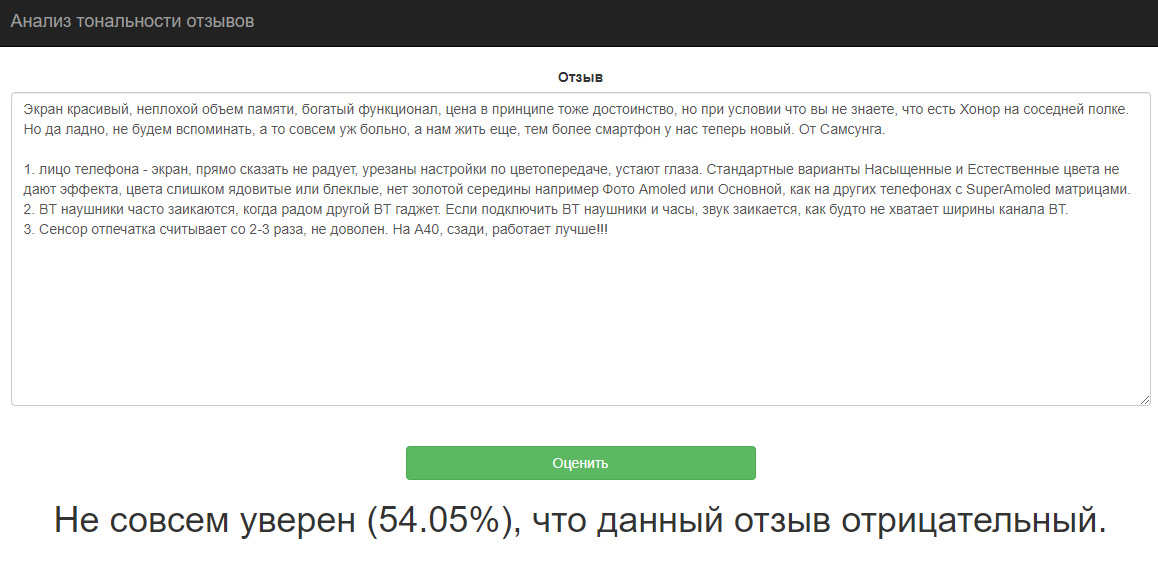 Анализ тональности отзывов
Отзыв
Экран красивый, неплохой объем памяти, богатый функционал, цена в принципе тоже достоинство, но при условии что вы не знаете, что есть Хонор на соседней полке.
Но да ладно, не будем вспоминать, а то совсем уж больно, а нам жить еще, тем более смартфон у нас теперь новый. От Самсунга.
1. лицо телефона - экран, прямо сказать не радует, урезаны настройки по цветопередаче, устают глаза. Стандартные варианты Насыщенные и Естественные цвета не
дают эффекта, цвета слишком ядовитые или блеклые, нет золотой середины например Фото Amoled или Основной, как на других телефонах с SuperAmoled матрицами.
2. ВТ наушники часто заикаются, когда радом другой ВТ гаджет. Если подключить ВТ наушники и часы, звук заикается, как будто не хватает ширины канала ВТ.
3. Сенсор отпечатка считывает со 2-3 раза, не доволен. На А40, сзади, работает лучше!!!
Оценить
Не совсем уверен (54.05%), что данный отзыв отрицательный.